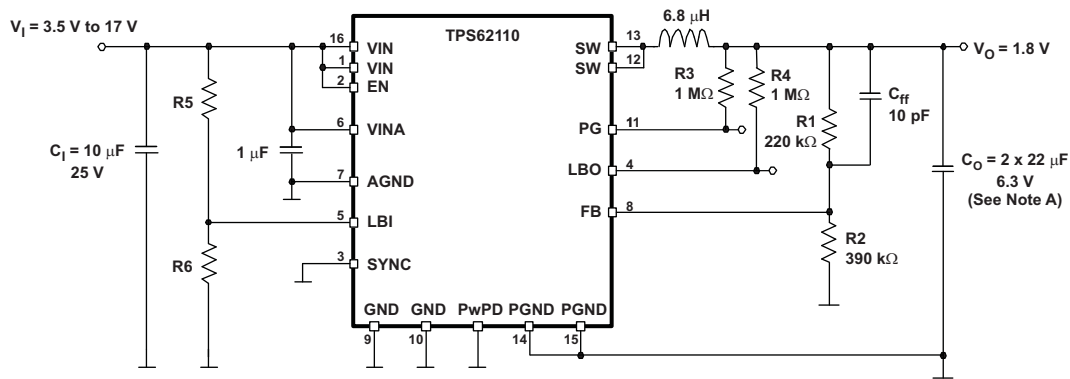 V_I = 3.5 V to 17 V
TPS62110
6.8 μH
V_O = 1.8 V
16 VIN
1 VIN
2 EN
6 VINA
7 AGND
5 LBI
3 SYNC
13 SW
12 SW
11 PG
4 LBO
8 FB
R5
R6
C_I = 10 μF
25 V
1 μF
R3
1 MΩ
R4
1 MΩ
R1
220 kΩ
C_ff
10 pF
C_O = 2 x 22 μF
6.3 V
(See Note A)
R2
390 kΩ
GND GND PwPD PGND PGND
9 10 14 15